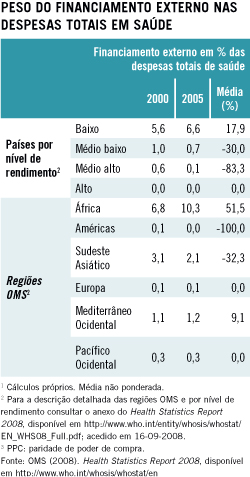 PESO DO FINANCIAMENTO EXTERNO NAS
DESPESAS TOTAIS EM SAÚDE
Financiamento externo em % das
despesas totais de saúde
2000 2005 Média
(%)
Países por
nível de
rendimento²
Baixo 5,6 6,6 17,9
Médio baixo 1,0 0,7 -30,0
Médio alto 0,6 0,1 -83,3
Alto 0,0 0,0 0,0
Regiões
OMS²
África 6,8 10,3 51,5
Américas 0,1 0,0 -100,0
Sudeste
Asiático 3,1 2,1 -32,3
Europa 0,1 0,1 0,0
Mediterrâneo
Ocidental 1,1 1,2 9,1
Pacífico
Ocidental 0,3 0,3 0,0
¹ Cálculos próprios. Média não ponderada.
² Para a descrição detalhada das regiões OMS e por nível de
rendimento consultar o anexo do Health Statistics Report
2008, disponível em http://www.who.int/entity/whosis/whostat/
EN_WHS08_Full.pdf; acedido em 16-09-2008.
³ PPC: paridade de poder de compra.
Fonte: OMS (2008). Health Statistics Report 2008, disponível
em http://www.who.int/whosis/whostat/en